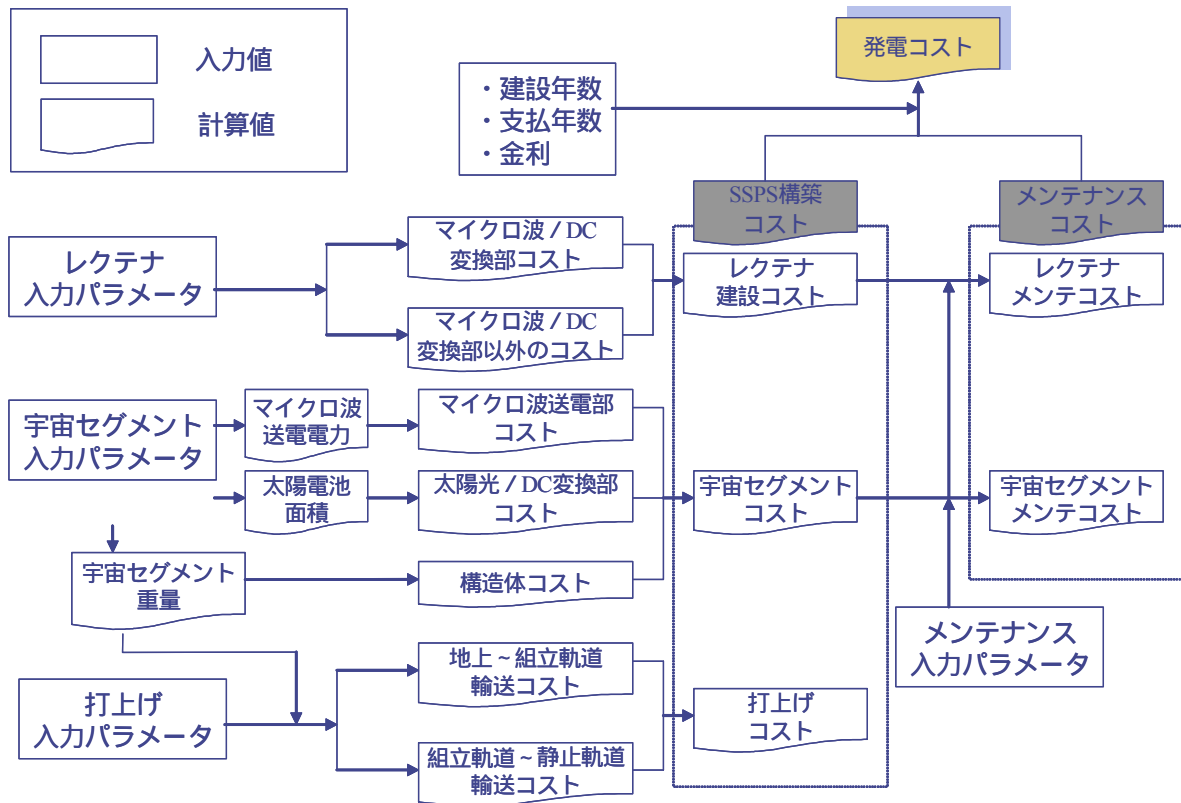 入力値
計算値
発電コスト
・建設年数
・支払年数
・金利
SSPS構築
コスト
メンテナンス
コスト
レクテナ
入力パラメータ
マイクロ波 / DC
変換部コスト
マイクロ波 / DC
変換部以外のコスト
レクテナ
建設コスト
レクテナ
メンテコスト
宇宙セグメント
入力パラメータ
マイクロ波
送電電力
マイクロ波送電部
コスト
太陽電池
面積
太陽光 / DC変換部
コスト
宇宙セグメント
コスト
宇宙セグメント
メンテコスト
宇宙セグメント
重量
構造体コスト
メンテナンス
入力パラメータ
打上げ
入力パラメータ
地上~組立軌道
輸送コスト
組立軌道~静止軌道
輸送コスト
打上げ
コスト